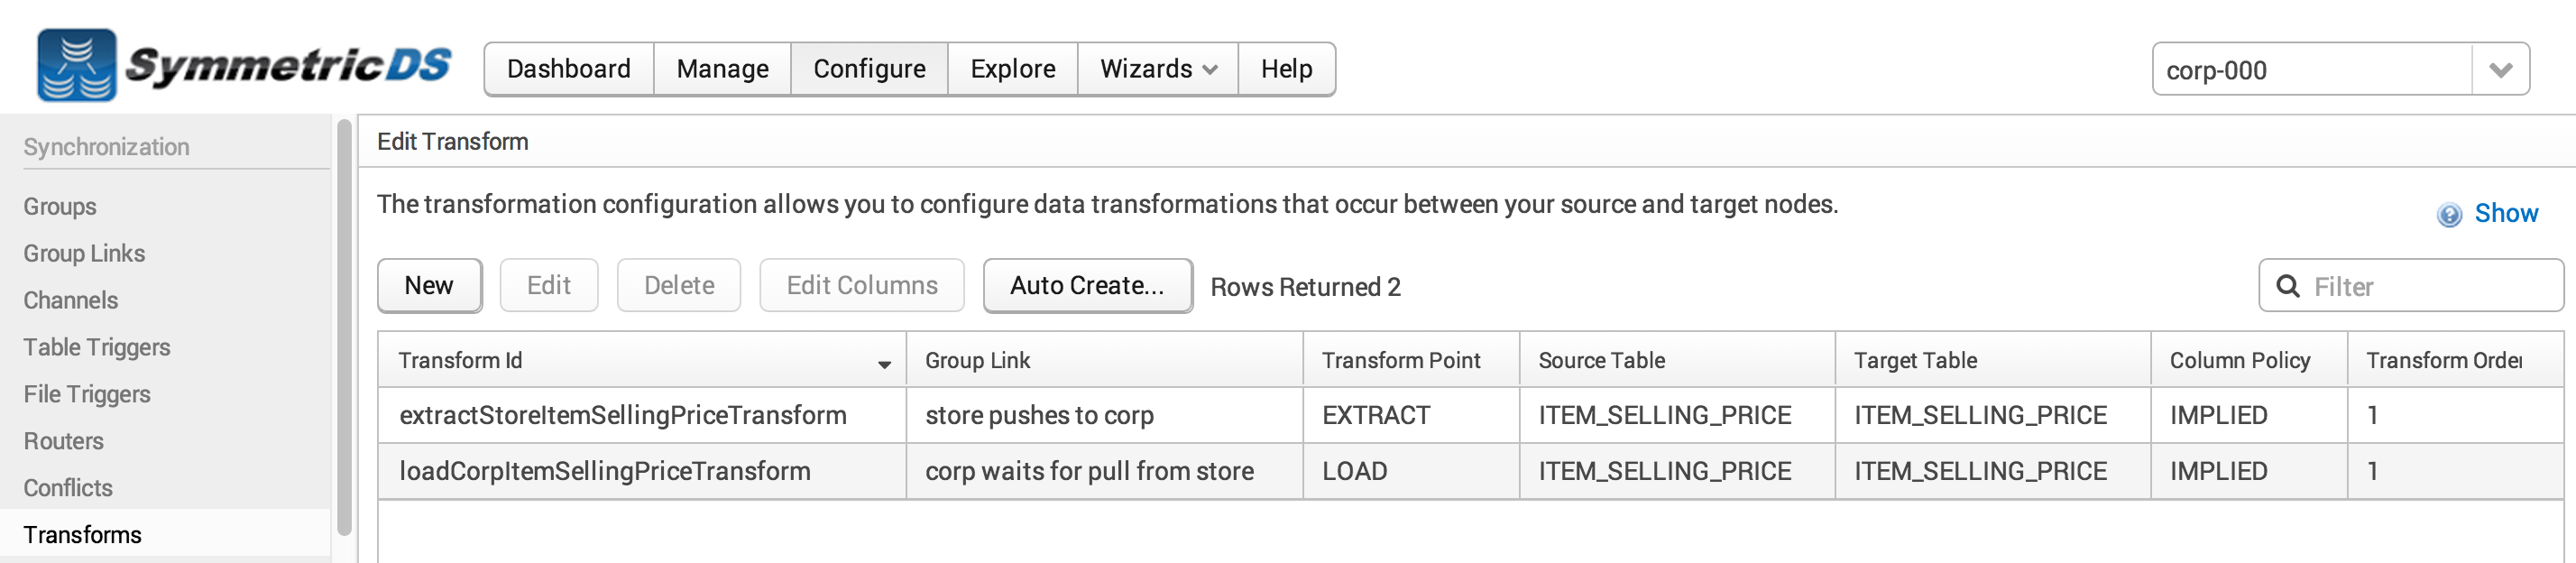 SymmetricDS
Dashboard Manage Configure Explore Wizards Help
corp-000
Synchronization
Groups
Group Links
Channels
Table Triggers
File Triggers
Routers
Conflicts
Transforms
Edit Transform
The transformation configuration allows you to configure data transformations that occur between your source and target nodes.
Show
New Edit Delete Edit Columns Auto Create... Rows Returned 2
Filter
Transform Id Group Link Transform Point Source Table Target Table Column Policy Transform Order
extractStoreItemSellingPriceTransform store pushes to corp EXTRACT ITEM_SELLING_PRICE ITEM_SELLING_PRICE IMPLIED 1
loadCorpItemSellingPriceTransform corp waits for pull from store LOAD ITEM_SELLING_PRICE ITEM_SELLING_PRICE IMPLIED 1